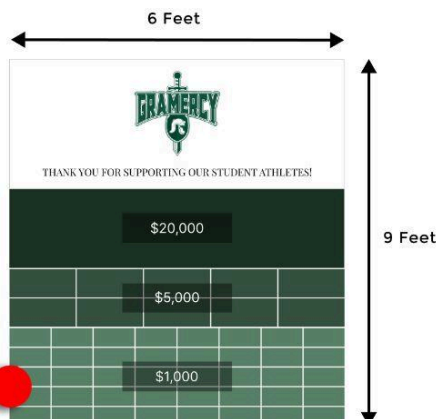 6 Feet
GRAMERCY
THANK YOU FOR SUPPORTING OUR STUDENT ATHLETES!
$20,000
9 Feet
$5,000
$1,000